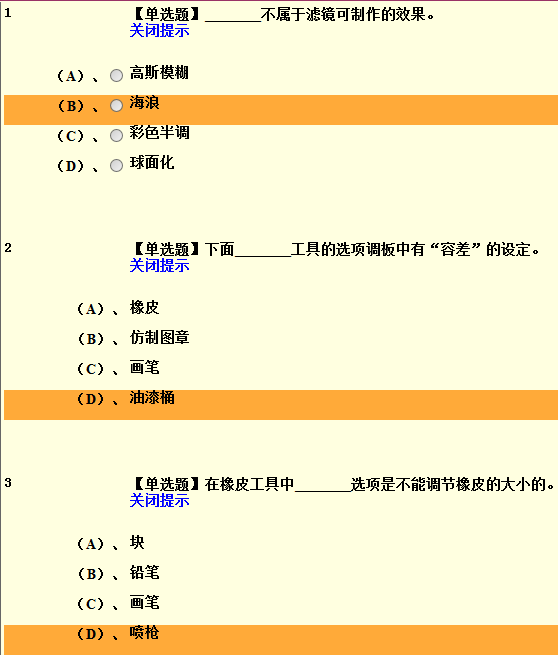 1 【单选题】_______不属于滤镜可制作的效果。
关闭提示
（A）、 高斯模糊
（B）、 海浪
（C）、 彩色半调
（D）、 球面化
2 【单选题】下面_______工具的选项调板中有“容差”的设定。
关闭提示
（A）、 橡皮
（B）、 仿制图章
（C）、 画笔
（D）、 油漆桶
3 【单选题】在橡皮工具中_______选项是不能调节橡皮的大小的。
关闭提示
（A）、 块
（B）、 铅笔
（C）、 画笔
（D）、 喷枪